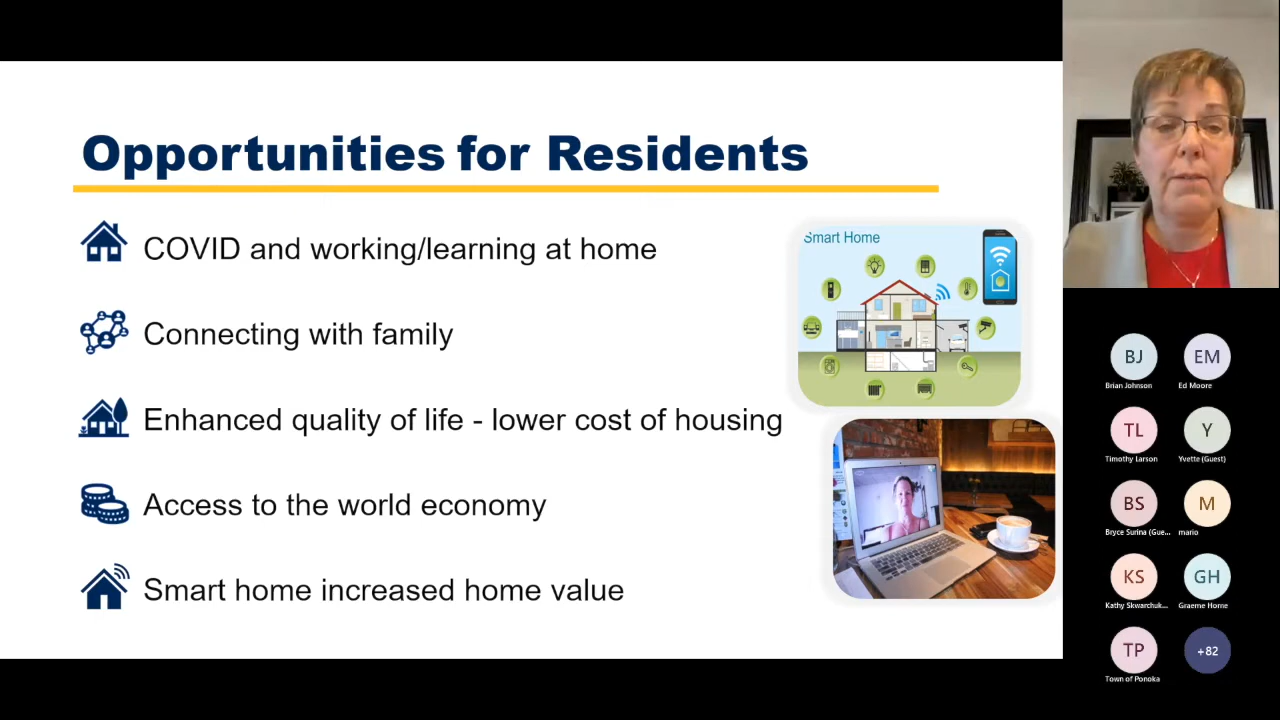 Opportunities for Residents
COVID and working/learning at home
Connecting with family
Enhanced quality of life - lower cost of housing
Access to the world economy
Smart home increased home value
Smart Home
BJ
EM
Brian Johnson
Ed Moore
TL
Y
Timothy Larson
Yvette (Guest)
BS
M
Bryce Surina (Gue...
mario
KS
GH
Kathy Skwarchuk...
Graeme Horne
TP
+82
Town of Ponoka